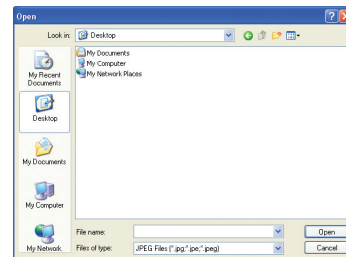 Open
Look in: Desktop
My Recent
Documents
Desktop
My Documents
My Computer
My Network
My Documents
My Computer
My Network Places
File name:
Open
Files of type: JPEG Files (*.jpg;*.jpe;*.jpeg)
Cancel